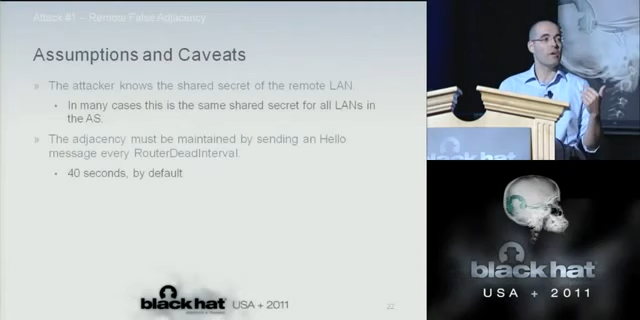 Attack #1 – Remote False Adjacency
Assumptions and Caveats
» The attacker knows the shared secret of the remote LAN.
• In many cases this is the same shared secret for all LANs in
the AS.
» The adjacency must be maintained by sending an Hello
message every RouterDeadInterval.
• 40 seconds, by default
black hat USA + 2011
22
black hat
black hat
USA + 2011